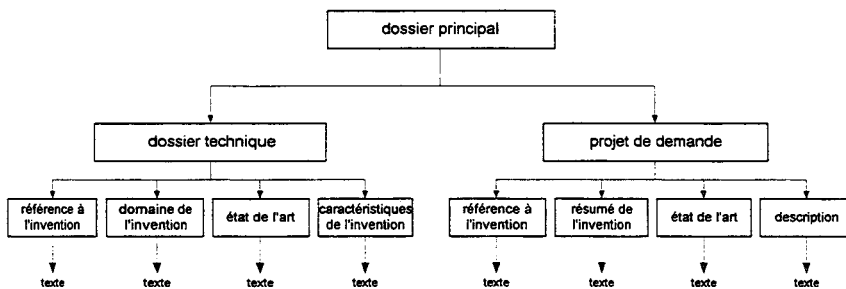 dossier principal
dossier technique
projet de demande
référence à
l'invention
domaine de
l'invention
état de l'art
caractéristiques
de l'invention
référence à
l'invention
résumé de
l'invention
état de l'art
description
texte
texte
texte
texte
texte
texte
texte
texte